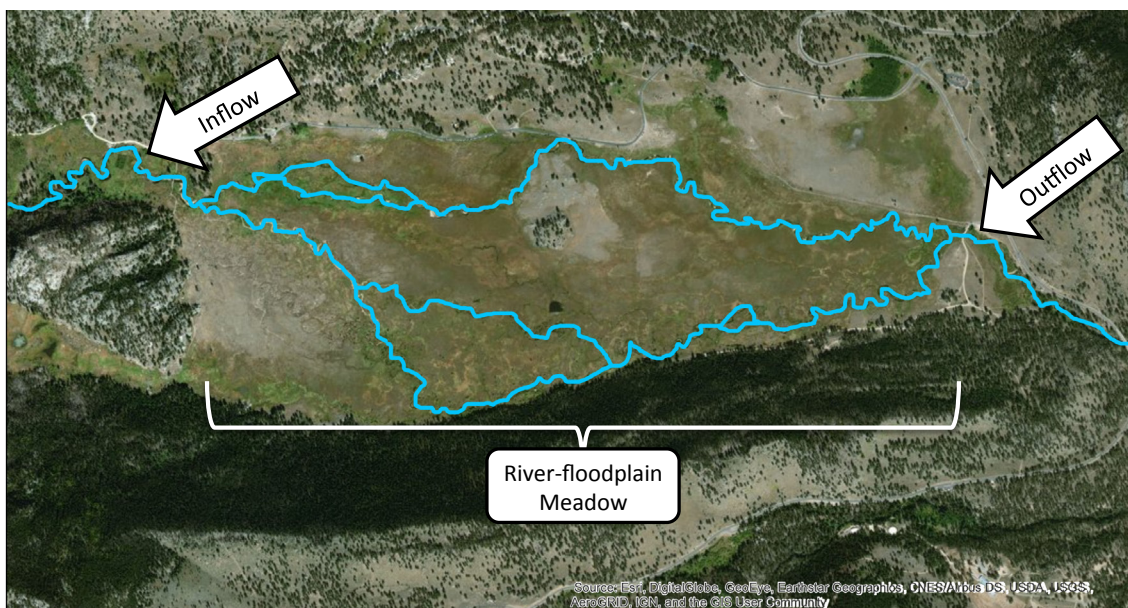 Inflow
Outflow
River-floodplain
Meadow
Source: Esri, DigitalGlobe, GeoEye, Earthstar Geographics, CNES/Airbus DS, USDA, USGS,
AeroGRID, IGN, and the GIS User Community